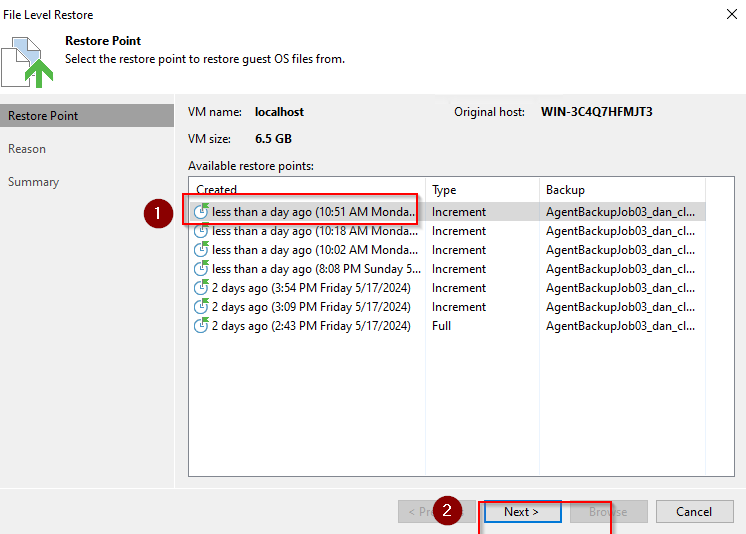 File Level Restore
Restore Point
Select the restore point to restore guest OS files from.
Restore Point
Reason
Summary
VM name: localhost Original host: WIN-3C4Q7HFMJT3
VM size: 6.5 GB
Available restore points:
Created Type Backup
1
less than a day ago (10:51 AM Monda... Increment AgentBackupJob03_dan_cl...
less than a day ago (10:18 AM Monda... Increment AgentBackupJob03_dan_cl...
less than a day ago (10:02 AM Monda... Increment AgentBackupJob03_dan_cl...
less than a day ago (8:08 PM Sunday 5... Increment AgentBackupJob03_dan_cl...
2 days ago (3:54 PM Friday 5/17/2024) Increment AgentBackupJob03_dan_cl...
2 days ago (3:09 PM Friday 5/17/2024) Increment AgentBackupJob03_dan_cl...
2 days ago (2:43 PM Friday 5/17/2024) Full AgentBackupJob03_dan_cl...
2 Next > Browse Cancel